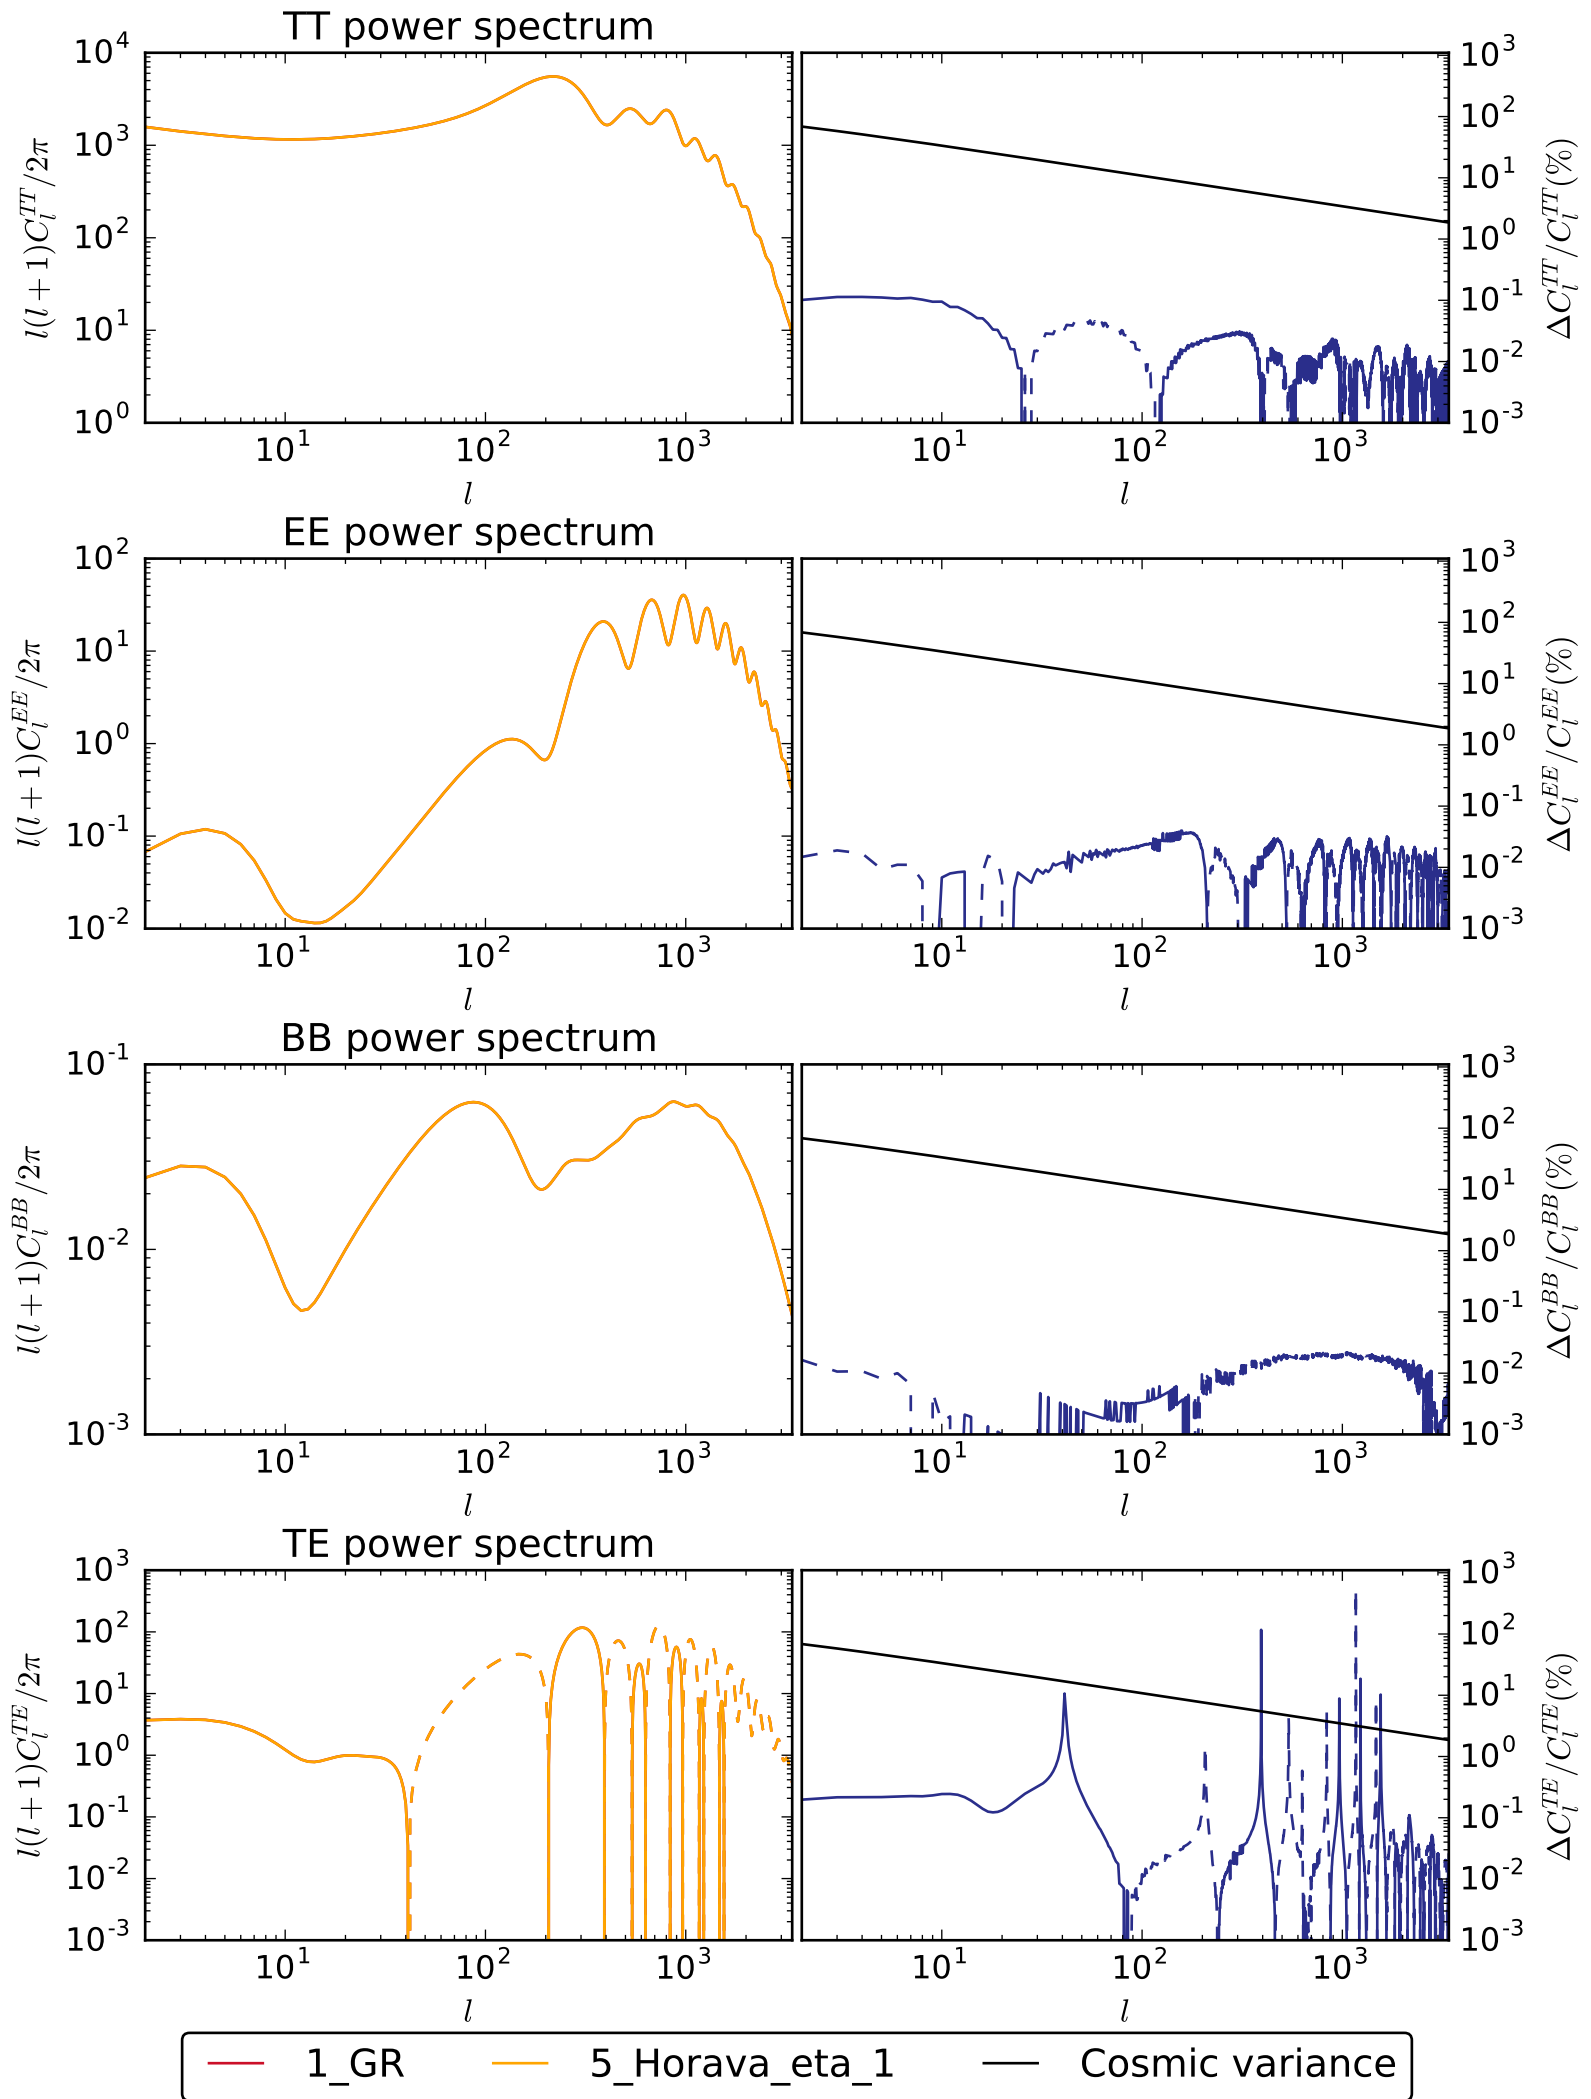 TT power spectrum
10^4
10^3
10^2
10^1
10^0
l(l+1)C_l^{TT}/2π
10^1 10^2 10^3
l
10^3
10^2
10^1
10^0
10^-1
10^-2
10^-3
ΔC_l^{TT}/C_l^{TT}(%)
10^1 10^2 10^3
l
EE power spectrum
10^2
10^1
10^0
10^-1
10^-2
l(l+1)C_l^{EE}/2π
10^1 10^2 10^3
l
10^3
10^2
10^1
10^0
10^-1
10^-2
10^-3
ΔC_l^{EE}/C_l^{EE}(%)
10^1 10^2 10^3
l
BB power spectrum
10^-1
10^-2
10^-3
l(l+1)C_l^{BB}/2π
10^1 10^2 10^3
l
10^3
10^2
10^1
10^0
10^-1
10^-2
10^-3
ΔC_l^{BB}/C_l^{BB}(%)
10^1 10^2 10^3
l
TE power spectrum
10^3
10^2
10^1
10^0
10^-1
10^-2
10^-3
l(l+1)C_l^{TE}/2π
10^1 10^2 10^3
l
10^3
10^2
10^1
10^0
10^-1
10^-2
10^-3
ΔC_l^{TE}/C_l^{TE}(%)
10^1 10^2 10^3
l
1_GR 5_Horava_eta_1 Cosmic variance